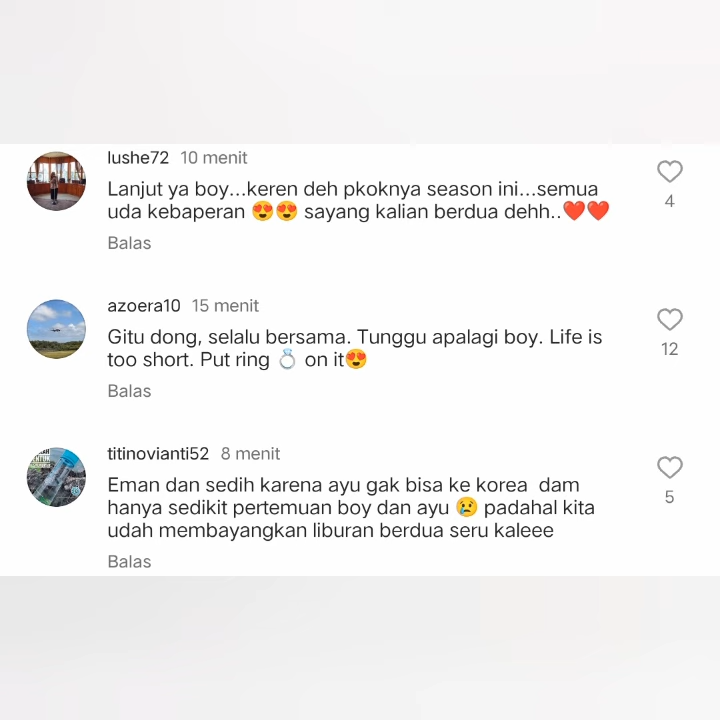 lushe72 10 menit
Lanjut ya boy...keren deh pkoknya season ini...semua
uda kebaperan 😍😍 sayang kalian berdua dehh..❤️❤️
4
Balas
azoera10 15 menit
Gitu dong, selalu bersama. Tunggu apalagi boy. Life is
too short. Put ring 💍 on it😍
12
Balas
titinovianti52 8 menit
Eman dan sedih karena ayu gak bisa ke korea dam
hanya sedikit pertemuan boy dan ayu 😢 padahal kita
udah membayangkan liburan berdua seru kaleee
5
Balas